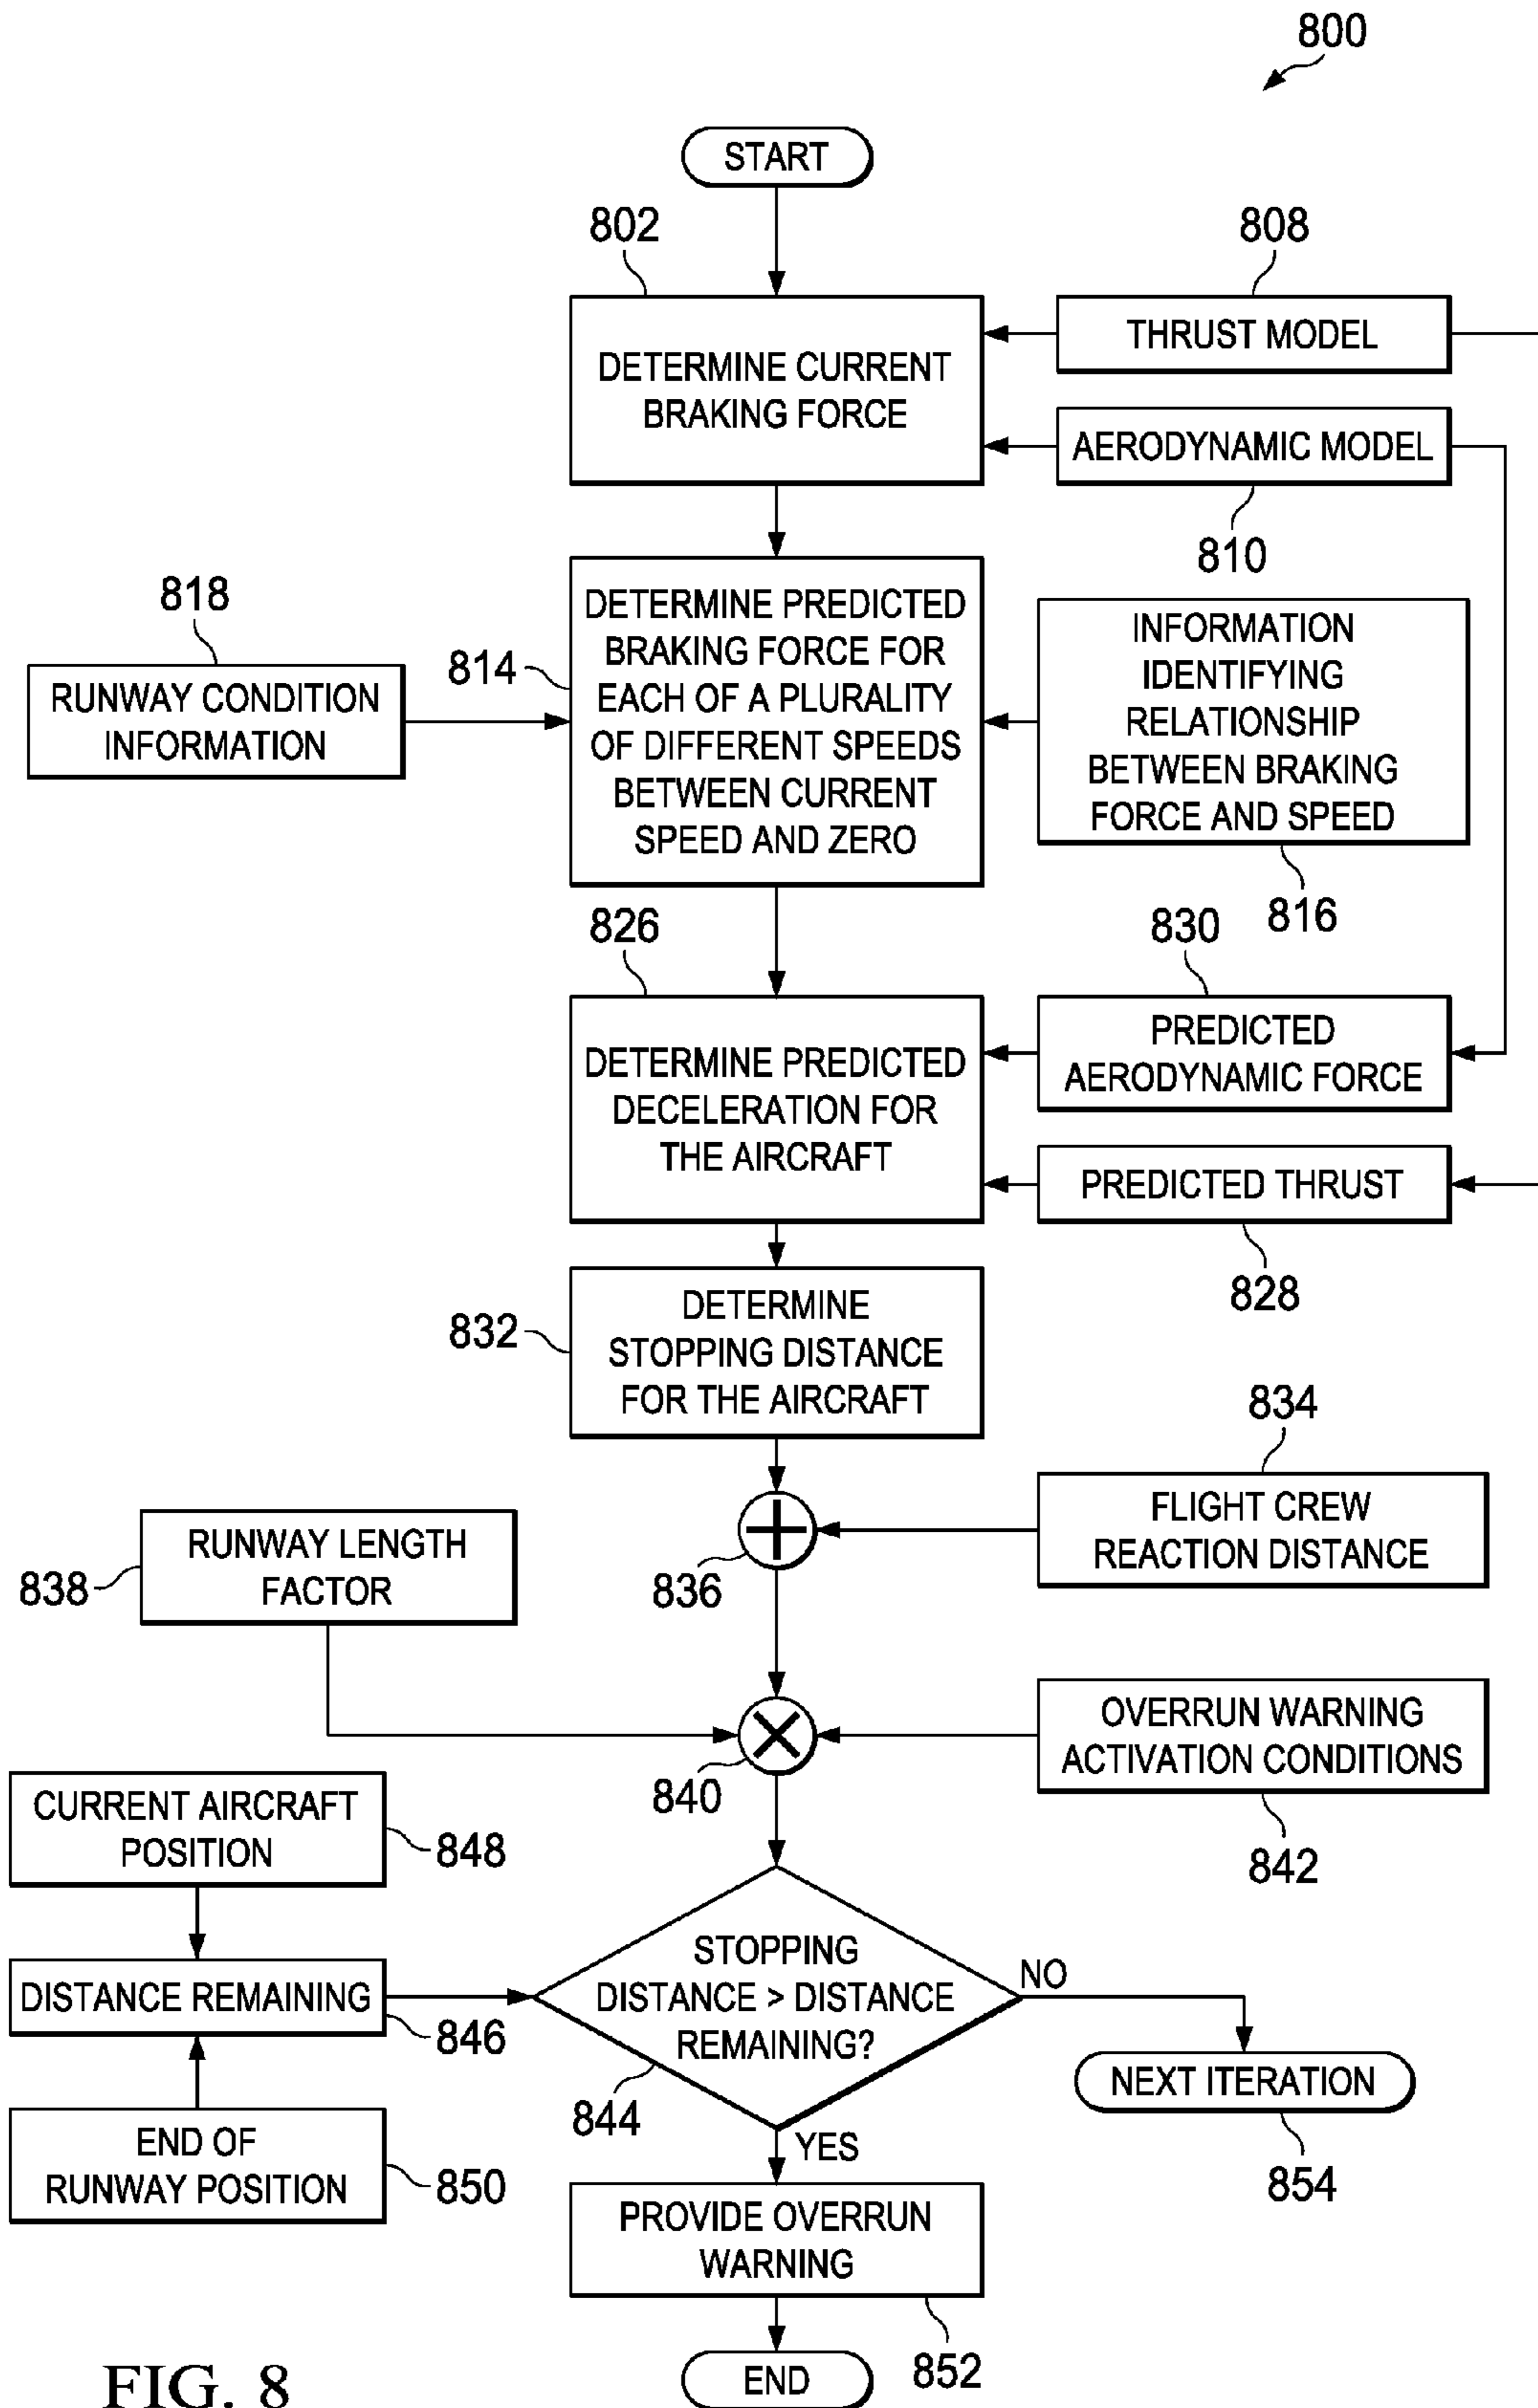 800
START
802
808
DETERMINE CURRENT
BRAKING FORCE
THRUST MODEL
AERODYNAMIC MODEL
810
818
RUNWAY CONDITION
INFORMATION
814
DETERMINE PREDICTED
BRAKING FORCE FOR
EACH OF A PLURALITY
OF DIFFERENT SPEEDS
BETWEEN CURRENT
SPEED AND ZERO
INFORMATION
IDENTIFYING
RELATIONSHIP
BETWEEN BRAKING
FORCE AND SPEED
816
826
830
DETERMINE PREDICTED
DECELERATION FOR
THE AIRCRAFT
PREDICTED
AERODYNAMIC FORCE
PREDICTED THRUST
828
832
DETERMINE
STOPPING DISTANCE
FOR THE AIRCRAFT
834
FLIGHT CREW
REACTION DISTANCE
+
836
838
RUNWAY LENGTH
FACTOR
×
840
OVERRUN WARNING
ACTIVATION CONDITIONS
842
CURRENT AIRCRAFT
POSITION
848
DISTANCE REMAINING
846
END OF
RUNWAY POSITION
850
STOPPING
DISTANCE > DISTANCE
REMAINING?
844
NO
NEXT ITERATION
854
YES
PROVIDE OVERRUN
WARNING
852
END
FIG. 8